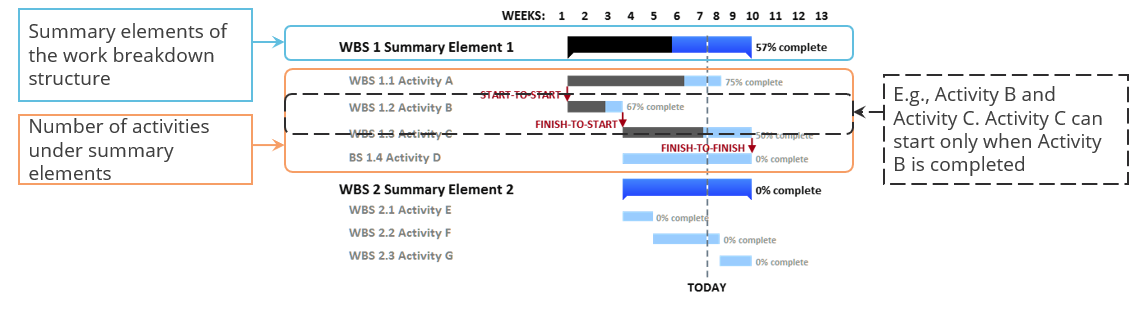 Summary elements of
the work breakdown
structure
Number of activities
under summary
elements
WEEKS: 1 2 3 4 5 6 7 8 9 10 11 12 13
WBS 1 Summary Element 1 57% complete
WBS 1.1 Activity A 75% complete
START-TO-START
WBS 1.2 Activity B 67% complete
FINISH-TO-START
WBS 1.3 Activity C 50% complete
FINISH-TO-FINISH
BS 1.4 Activity D 0% complete
WBS 2 Summary Element 2 0% complete
WBS 2.1 Activity E 0% complete
WBS 2.2 Activity F 0% complete
WBS 2.3 Activity G 0% complete
TODAY
E.g., Activity B and
Activity C. Activity C can
start only when Activity
B is completed